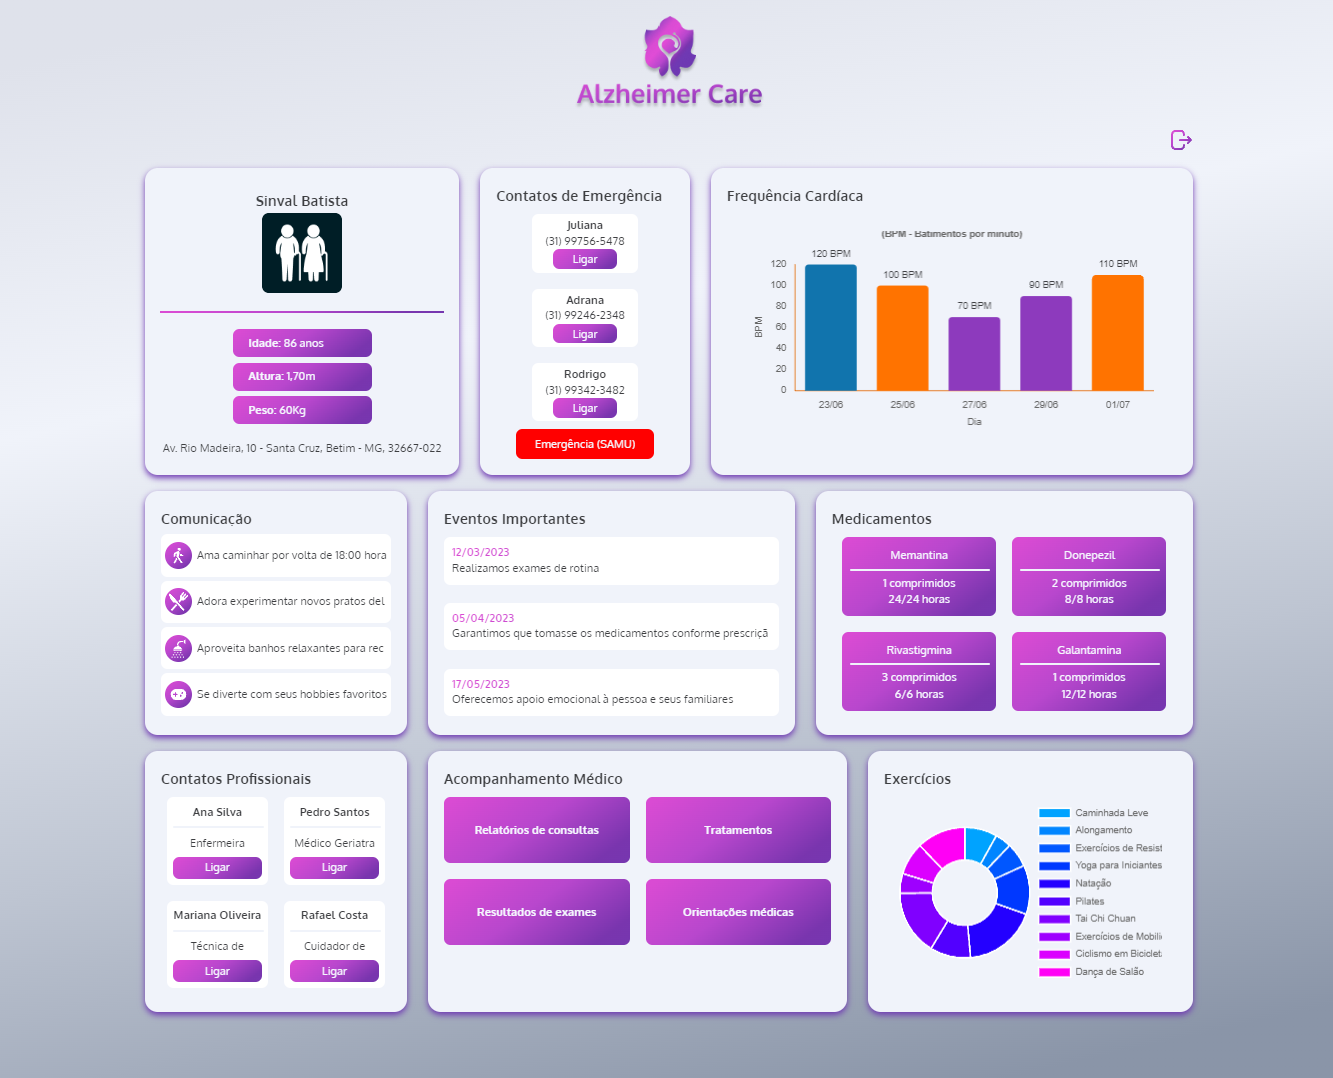 Alzheimer Care
Sinval Batista
Idade: 86 anos
Altura: 1,70m
Peso: 60Kg
Av. Rio Madeira, 10 - Santa Cruz, Betim - MG, 32667-022
Contatos de Emergência
Juliana
(31) 99756-5478
Ligar
Adrana
(31) 99246-2348
Ligar
Rodrigo
(31) 99342-3482
Ligar
Emergência (SAMU)
Frequência Cardíaca
(BPM - Batimentos por minuto)
120 BPM
100 BPM
70 BPM
90 BPM
110 BPM
120
100
80
60
40
20
0
BPM
23/06
25/06
27/06
29/06
01/07
Dia
Comunicação
Ama caminhar por volta de 18:00 hora
Adora experimentar novos pratos del
Aproveita banhos relaxantes para rec
Se diverte com seus hobbies favoritos
Eventos Importantes
12/03/2023
Realizamos exames de rotina
05/04/2023
Garantimos que tomasse os medicamentos conforme prescriçã
17/05/2023
Oferecemos apoio emocional à pessoa e seus familiares
Medicamentos
Memantina
1 comprimidos
24/24 horas
Donepezil
2 comprimidos
8/8 horas
Rivastigmina
3 comprimidos
6/6 horas
Galantamina
1 comprimidos
12/12 horas
Contatos Profissionais
Ana Silva
Enfermeira
Ligar
Pedro Santos
Médico Geriatra
Ligar
Mariana Oliveira
Técnica de
Ligar
Rafael Costa
Cuidador de
Ligar
Acompanhamento Médico
Relatórios de consultas
Tratamentos
Resultados de exames
Orientações médicas
Exercícios
Caminhada Leve
Alongamento
Exercícios de Resist
Yoga para Iniciantes
Natação
Pilates
Tai Chi Chuan
Exercícios de Mobili
Ciclismo em Biciclet
Dança de Salão